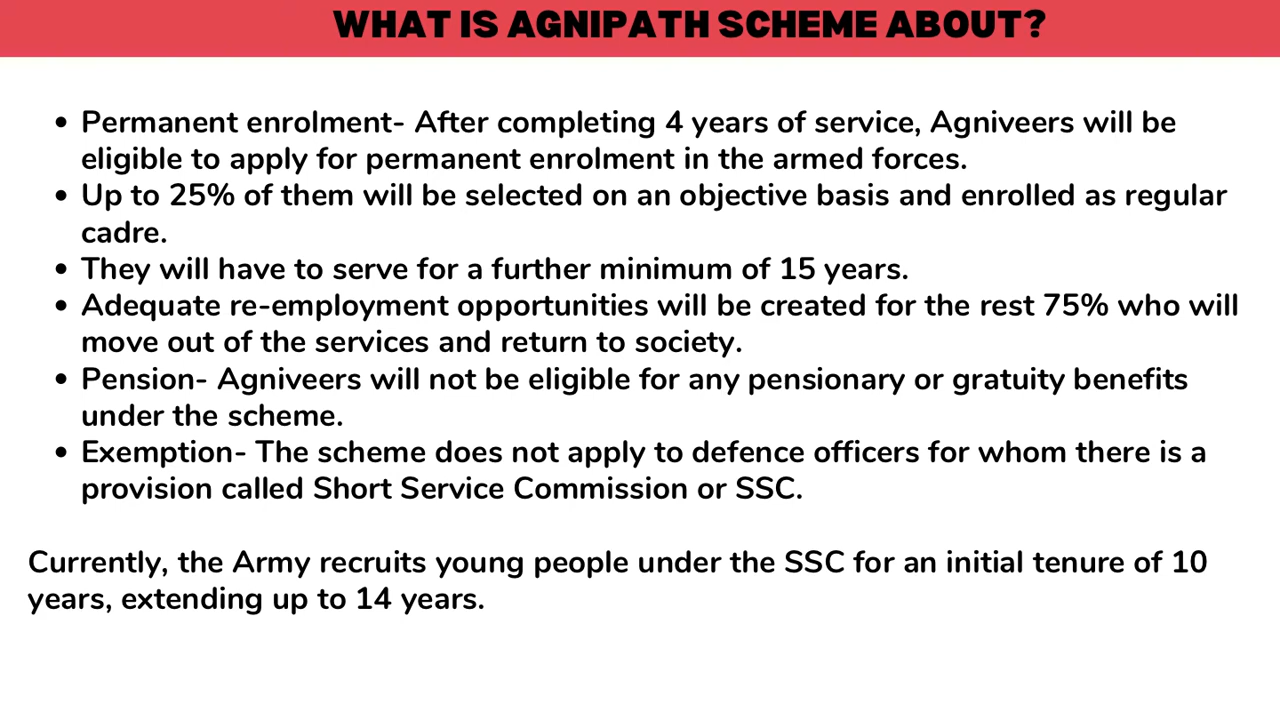 WHAT IS AGNIPATH SCHEME ABOUT?
• Permanent enrolment- After completing 4 years of service, Agniveers will be
eligible to apply for permanent enrolment in the armed forces.
• Up to 25% of them will be selected on an objective basis and enrolled as regular
cadre.
• They will have to serve for a further minimum of 15 years.
• Adequate re-employment opportunities will be created for the rest 75% who will
move out of the services and return to society.
• Pension- Agniveers will not be eligible for any pensionary or gratuity benefits
under the scheme.
• Exemption- The scheme does not apply to defence officers for whom there is a
provision called Short Service Commission or SSC.
Currently, the Army recruits young people under the SSC for an initial tenure of 10
years, extending up to 14 years.